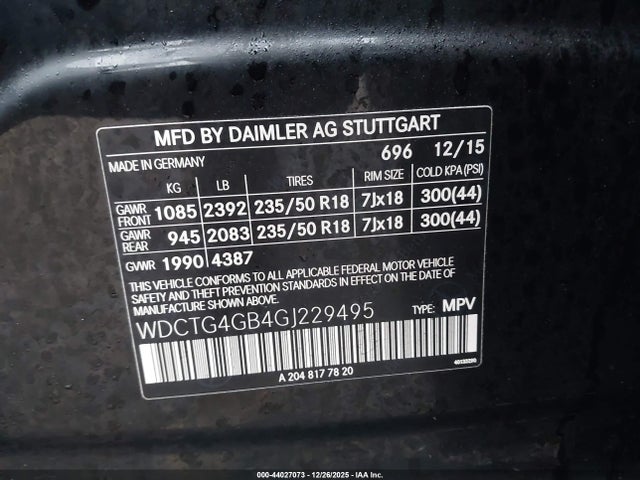 MFD BY DAIMLER AG STUTTGART
MADE IN GERMANY 696 12/15
KG LB TIRES RIM SIZE COLD KPA (PSI)
GAWR FRONT 1085 2392 235/50 R18 7Jx18 300(44)
GAWR REAR 945 2083 235/50 R18 7Jx18 300(44)
GVWR 1990 4387
THIS VEHICLE CONFORMS TO ALL APPLICABLE FEDERAL MOTOR VEHICLE
SAFETY AND THEFT PREVENTION STANDARDS IN EFFECT ON THE DATE OF
MANUFACTURE SHOWN ABOVE.
WDCTG4GB4GJ229495 TYPE: MPV
A 204 817 78 20
000-44027073 - 12/26/2025 - IAA Inc.